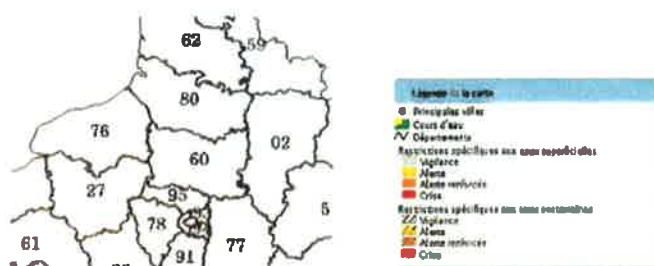 62
59
80
76
02
60
27
95
5
78
61
77
91
Légende de la carte
Principales villes
Cours d'eau
Départements
Restrictions spécifiques aux eaux superficielles
Vigilance
Alerte
Alerte renforcée
Crise
Restrictions spécifiques aux eaux souterraines
Vigilance
Alerte
Alerte renforcée
Crise